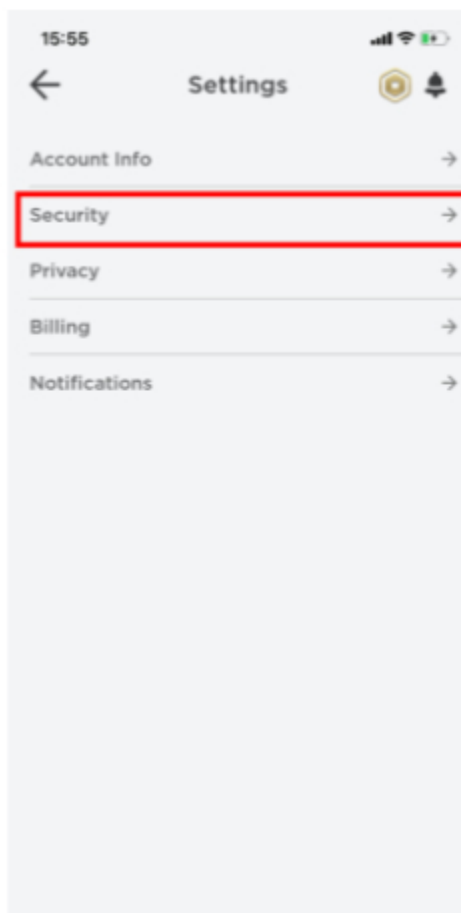 15:55
Settings
Account Info
Security
Privacy
Billing
Notifications